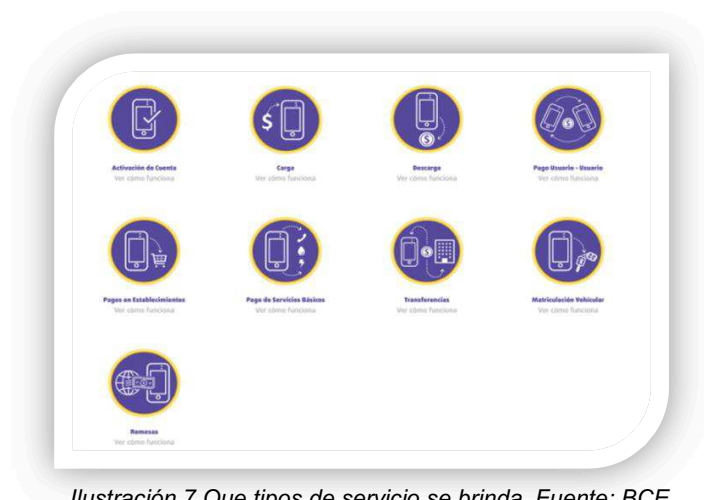 Activación de Cuenta
Ver cómo funciona
Carga
Ver cómo funciona
Descarga
Ver cómo funciona
Pago Usuario - Usuario
Ver cómo funciona
Pagos en Establecimientos
Ver cómo funciona
Pago de Servicios Básicos
Ver cómo funciona
Transferencias
Ver cómo funciona
Matriculación Vehicular
Ver cómo funciona
Remesas
Ver cómo funciona
Ilustración 7 Que tipos de servicio se brinda. Fuente: BCE